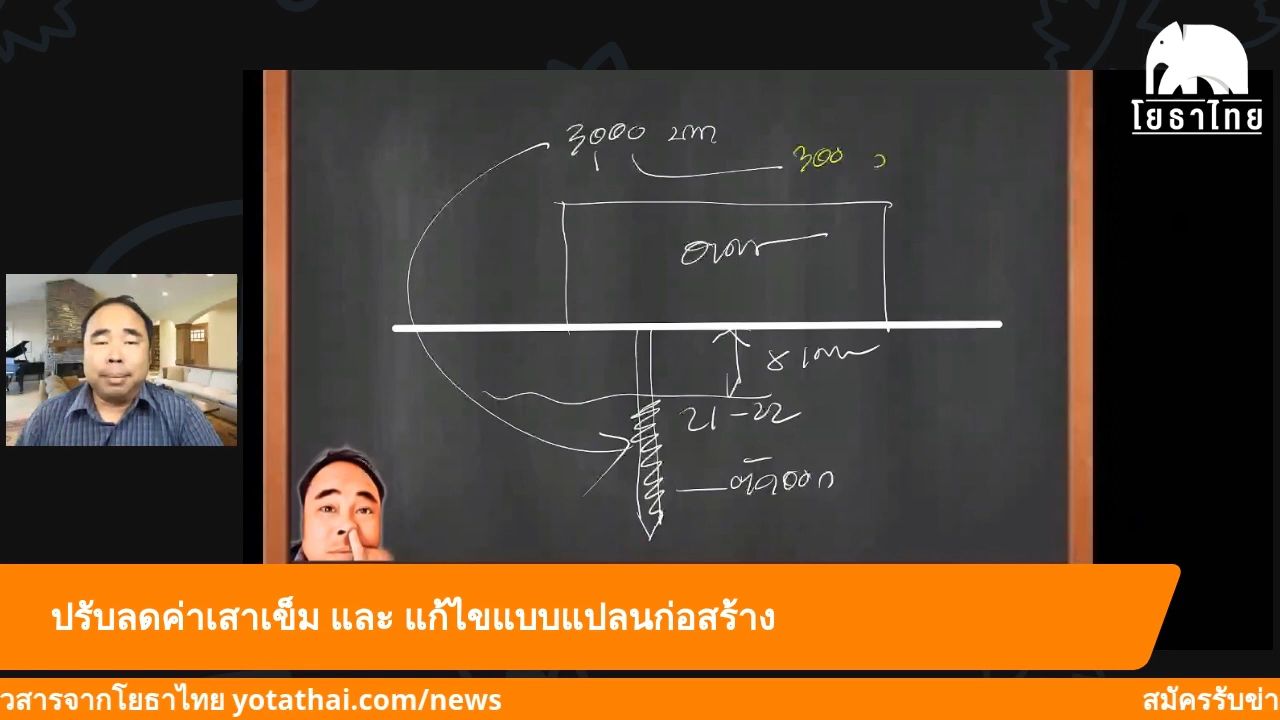 โยธาไทย
3000 บาท
300 ว
อาคาร
8 เมตร
21-22
ตัดออก
ปรับลดค่าเสาเข็ม และ แก้ไขแบบแปลนก่อสร้าง
วสารจากโยธาไทย yotathai.com/news
สมัครรับข่า